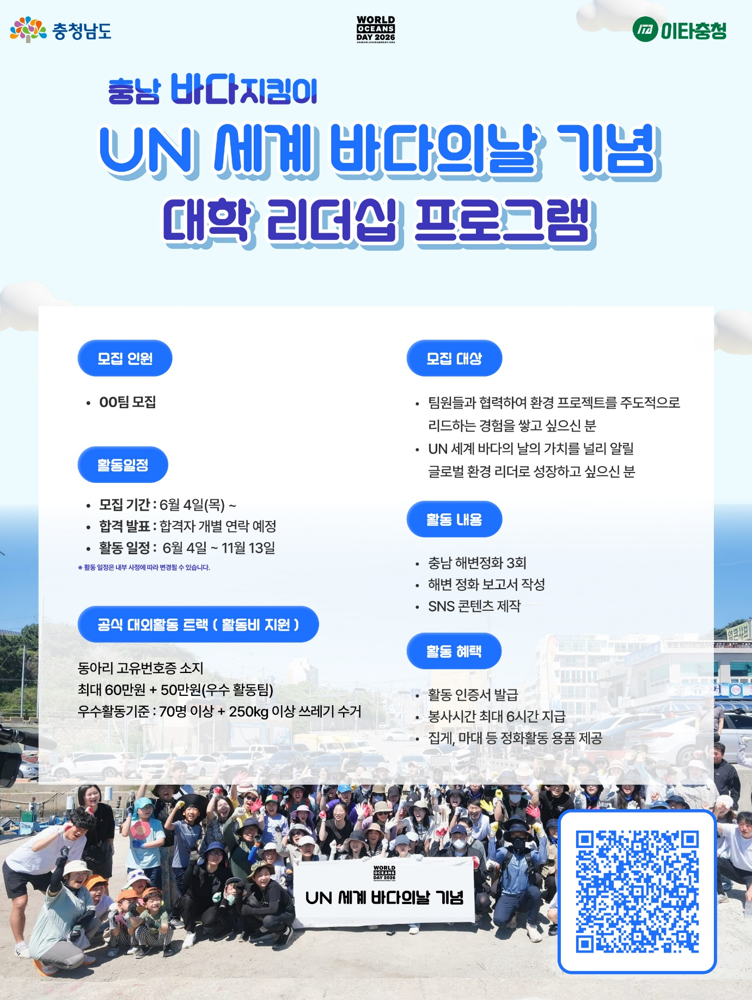 충청남도
WORLD
OCEANS
DAY 2026
UNWORLDOCEANSDAY.ORG
ITA 이타충청
충남 바다지킴이
UN 세계 바다의날 기념
대학 리더십 프로그램
모집 인원
• 00팀 모집
활동일정
• 모집 기간 : 6월 4일(목) ~
• 합격 발표 : 합격자 개별 연락 예정
• 활동 일정 : 6월 4일 ~ 11월 13일
※ 활동 일정은 내부 사정에 따라 변경될 수 있습니다.
공식 대외활동 트랙 ( 활동비 지원 )
동아리 고유번호증 소지
최대 60만원 + 50만원(우수 활동팀)
우수활동기준 : 70명 이상 + 250kg 이상 쓰레기 수거
모집 대상
• 팀원들과 협력하여 환경 프로젝트를 주도적으로
리드하는 경험을 쌓고 싶으신 분
• UN 세계 바다의 날의 가치를 널리 알릴
글로벌 환경 리더로 성장하고 싶으신 분
활동 내용
• 충남 해변정화 3회
• 해변 정화 보고서 작성
• SNS 콘텐츠 제작
활동 혜택
• 활동 인증서 발급
• 봉사시간 최대 6시간 지급
• 집게, 마대 등 정화활동 용품 제공
WORLD
OCEANS
DAY 2026
UN 세계 바다의날 기념